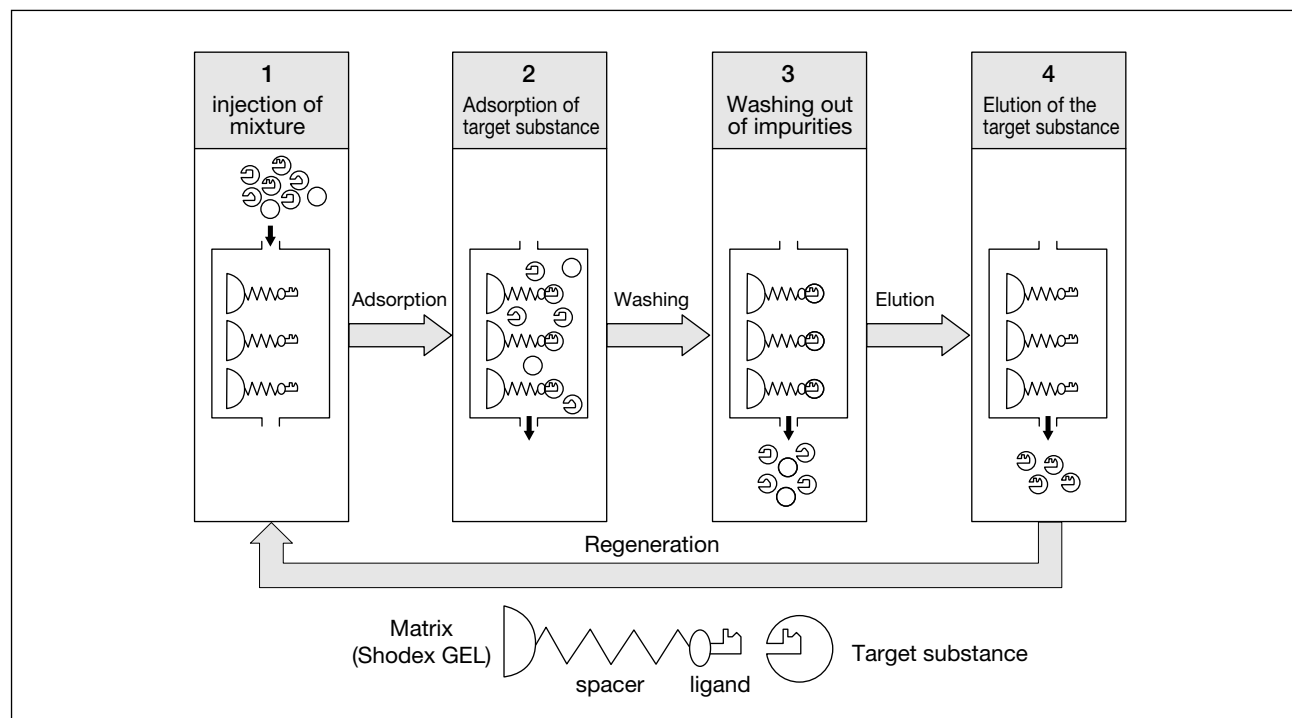 1
injection of
mixture
2
Adsorption of
target substance
3
Washing out
of impurities
4
Elution of the
target substance
Adsorption
Washing
Elution
Regeneration
Matrix
(Shodex GEL)
spacer
ligand
Target substance